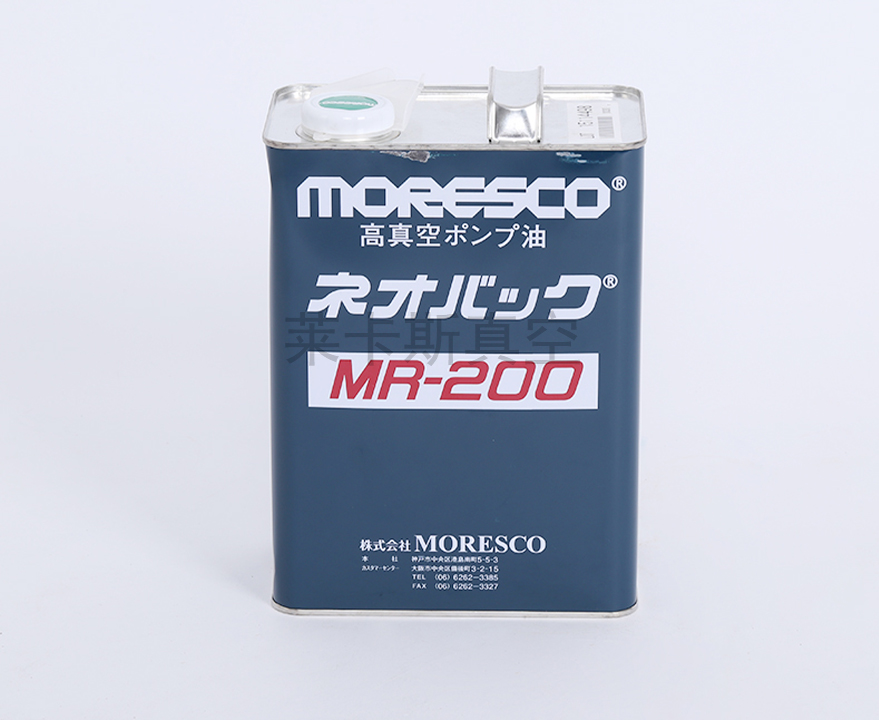 MORESCO®
高真空ポンプ油
ネオバック®
莱卡斯真空
MR-200
株式会社 MORESCO
本 社 神戸市中央区港島南町5-5-3
カスタマーセンター 大阪市中央区備後町3-2-15
TEL (06) 6262-3385
FAX (06) 6262-3327